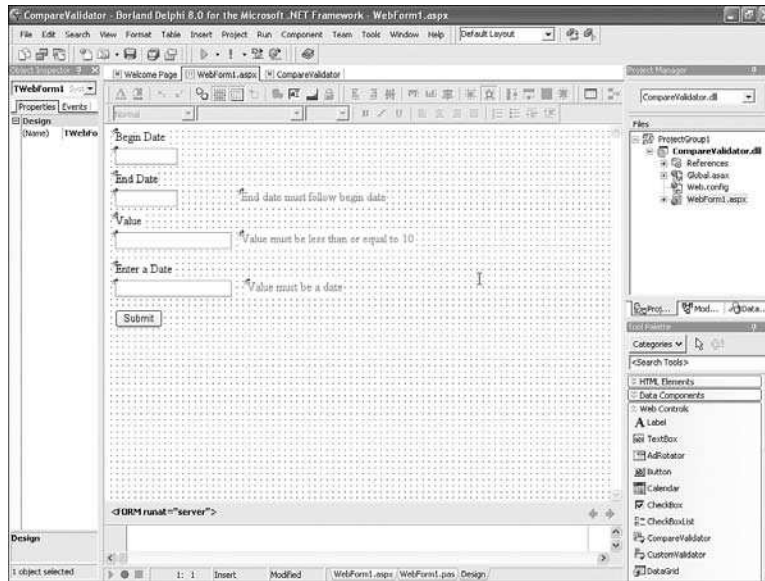 CompareValidator - Borland Delphi 8.0 for the Microsoft .NET Framework - WebForm1.aspx
File Edit Search View Format Table Insert Project Run Component Team Tools Window Help Default Layout
Object Inspector
Welcome Page WebForm1.aspx CompareValidator
Project Manager
TWebForm1
CompareValidator.dll
Properties Events
Normal
Design
(Name) TWebFo
Files
Begin Date
ProjectGroup1
CompareValidator.dll
References
Global.asax
Web.config
WebForm1.aspx
End Date
End date must follow begin date
Value
Value must be less than or equal to 10
Enter a Date
Value must be a date
Submit
Proj... Mod... Data...
Tool Palette
Categories
<Search Tools>
HTML Elements
Data Components
Web Controls
Label
TextBox
AdRotator
Button
Calendar
CheckBox
CheckBoxList
CompareValidator
CustomValidator
DataGrid
<FORM runat="server">
Design
1 object selected
1: 1 Insert Modified WebForm1.aspx WebForm1.pas Design